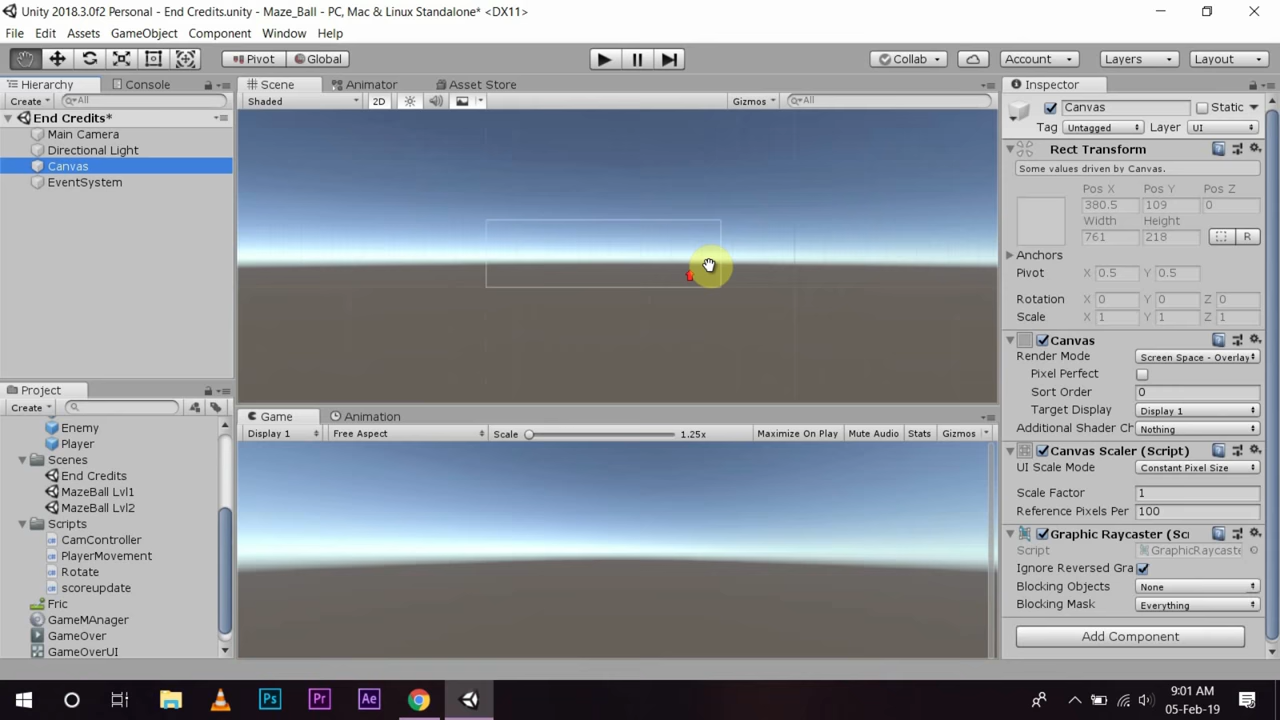 Unity 2018.3.0f2 Personal - End Credits.unity - Maze_Ball - PC, Mac & Linux Standalone* <DX11>
File Edit Assets GameObject Component Window Help
Pivot Global Collab Account Layers Layout
Hierarchy Console
Create All
End Credits*
Main Camera
Directional Light
Canvas
EventSystem
Scene Animator Asset Store
Shaded 2D Gizmos All
Game Animation
Display 1 Free Aspect Scale 1.25x Maximize On Play Mute Audio Stats Gizmos
Project
Create
Enemy
Player
Scenes
End Credits
MazeBall Lvl1
MazeBall Lvl2
Scripts
CamController
PlayerMovement
Rotate
scoreupdate
Fric
GameMAnager
GameOver
GameOverUI
Inspector
Canvas Static
Tag Untagged Layer UI
Rect Transform
Some values driven by Canvas.
Pos X Pos Y Pos Z
380.5 109 0
Width Height
761 218 R
Anchors
Pivot X 0.5 Y 0.5
Rotation X 0 Y 0 Z 0
Scale X 1 Y 1 Z 1
Canvas
Render Mode Screen Space - Overlay
Pixel Perfect
Sort Order 0
Target Display Display 1
Additional Shader Ch Nothing
Canvas Scaler (Script)
UI Scale Mode Constant Pixel Size
Scale Factor 1
Reference Pixels Per 100
Graphic Raycaster (Scr
Script GraphicRaycaste
Ignore Reversed Gra
Blocking Objects None
Blocking Mask Everything
Add Component
Ps Pr Ae
9:01 AM
05-Feb-19